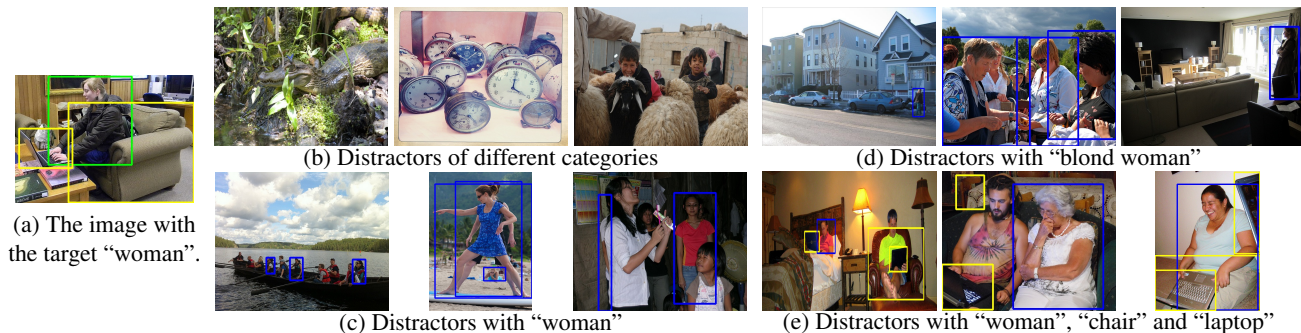 (a) The image with
the target “woman”.
(b) Distractors of different categories
(c) Distractors with “woman”
(d) Distractors with “blond woman”
(e) Distractors with “woman”, “chair” and “laptop”